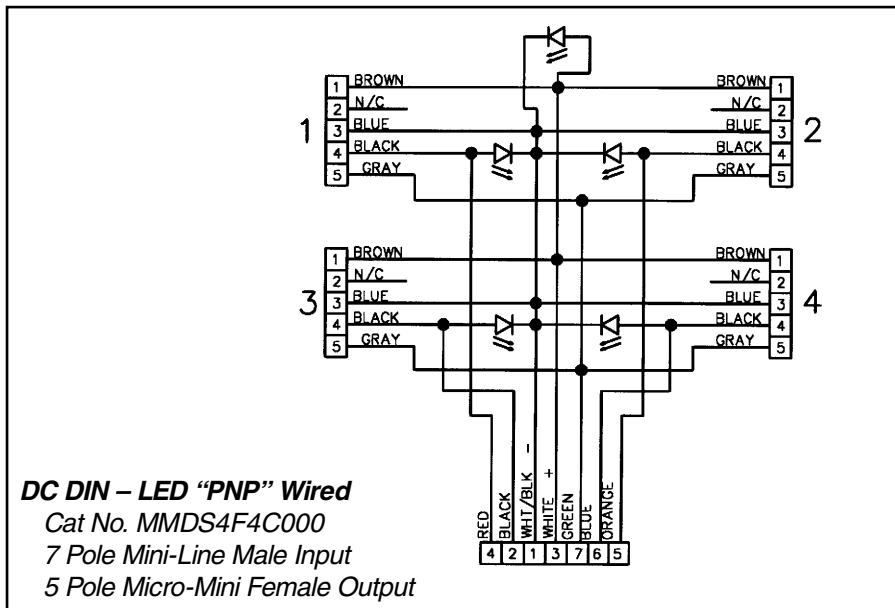 BROWN BROWN
1 1
N/C N/C
2 2
1 BLUE BLUE 2
3 3
BLACK BLACK
4 4
GRAY GRAY
5 5
BROWN BROWN
1 1
N/C N/C
2 2
3 BLUE BLUE 4
3 3
BLACK BLACK
4 4
GRAY GRAY
5 5
RED
BLACK
WHT/BLK -
WHITE +
GREEN
BLUE
ORANGE
4 2 1 3 7 6 5
DC DIN – LED “PNP” Wired
Cat No. MMDS4F4C000
7 Pole Mini-Line Male Input
5 Pole Micro-Mini Female Output